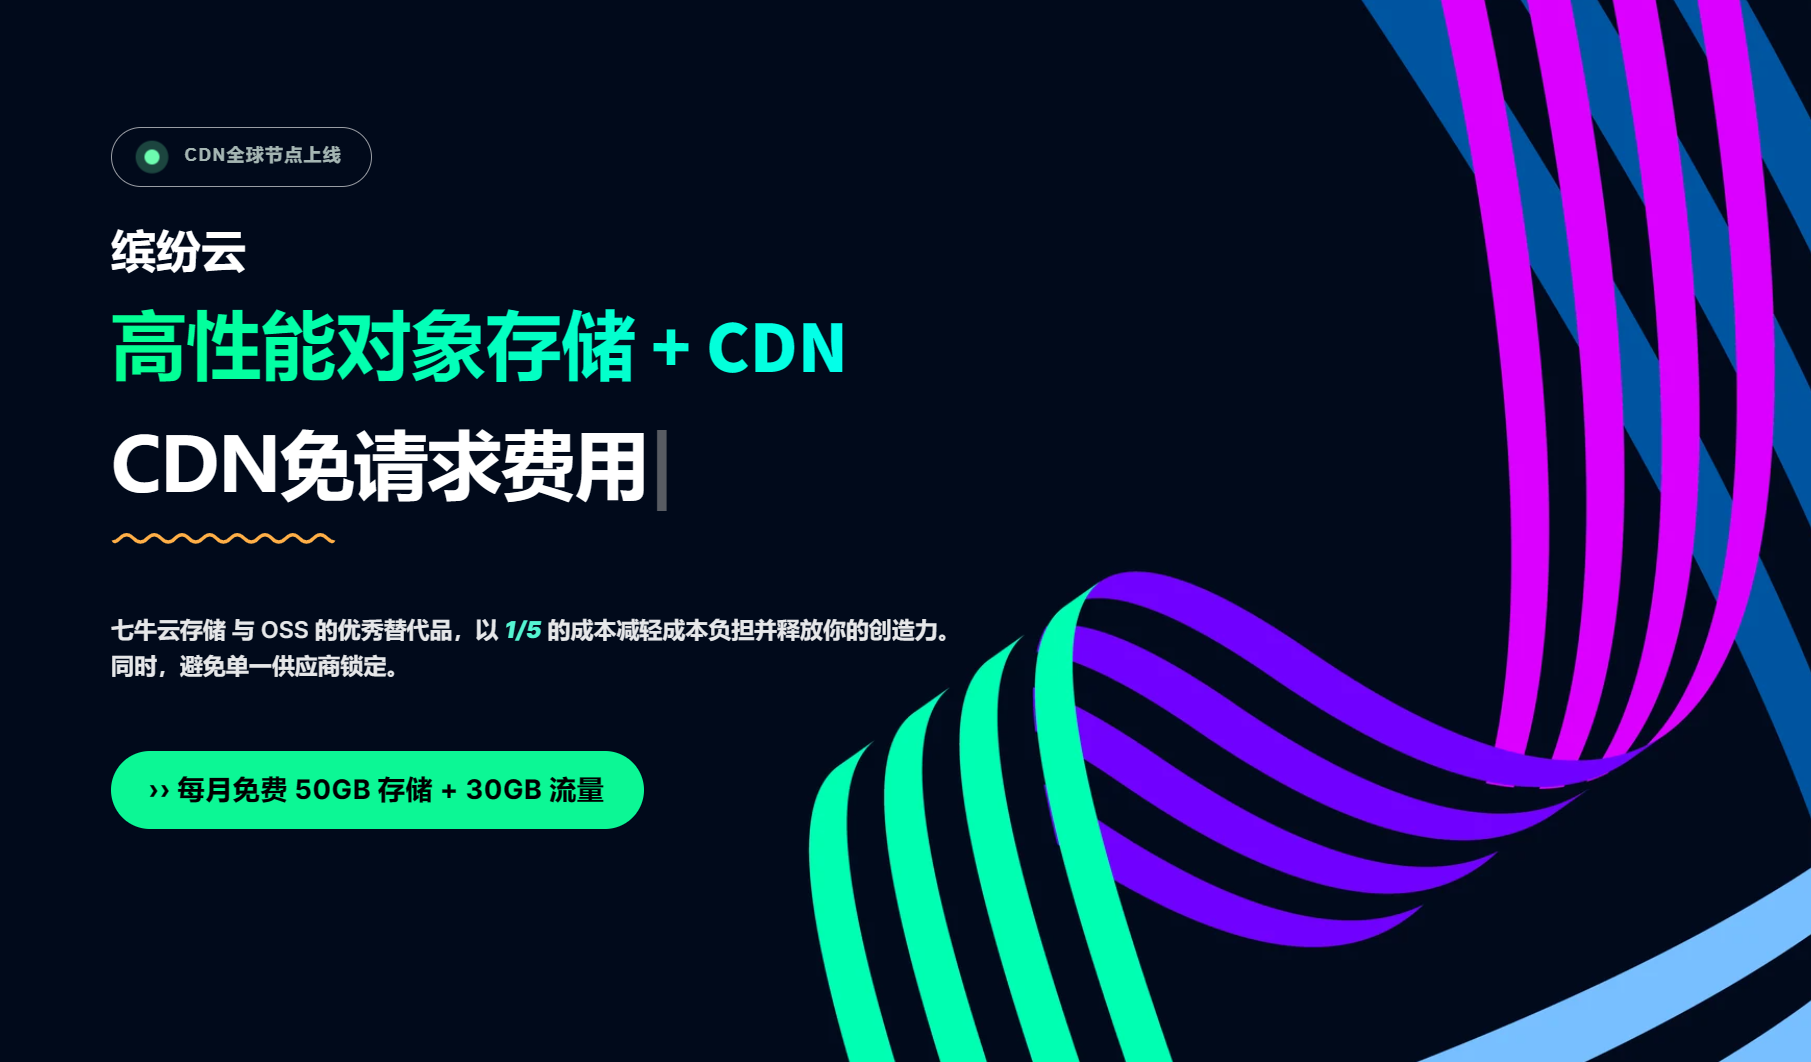 CDN全球节点上线
缤纷云
高性能对象存储 + CDN
CDN免请求费用|
七牛云存储 与 OSS 的优秀替代品，以 1/5 的成本减轻成本负担并释放你的创造力。
同时，避免单一供应商锁定。
›› 每月免费 50GB 存储 + 30GB 流量